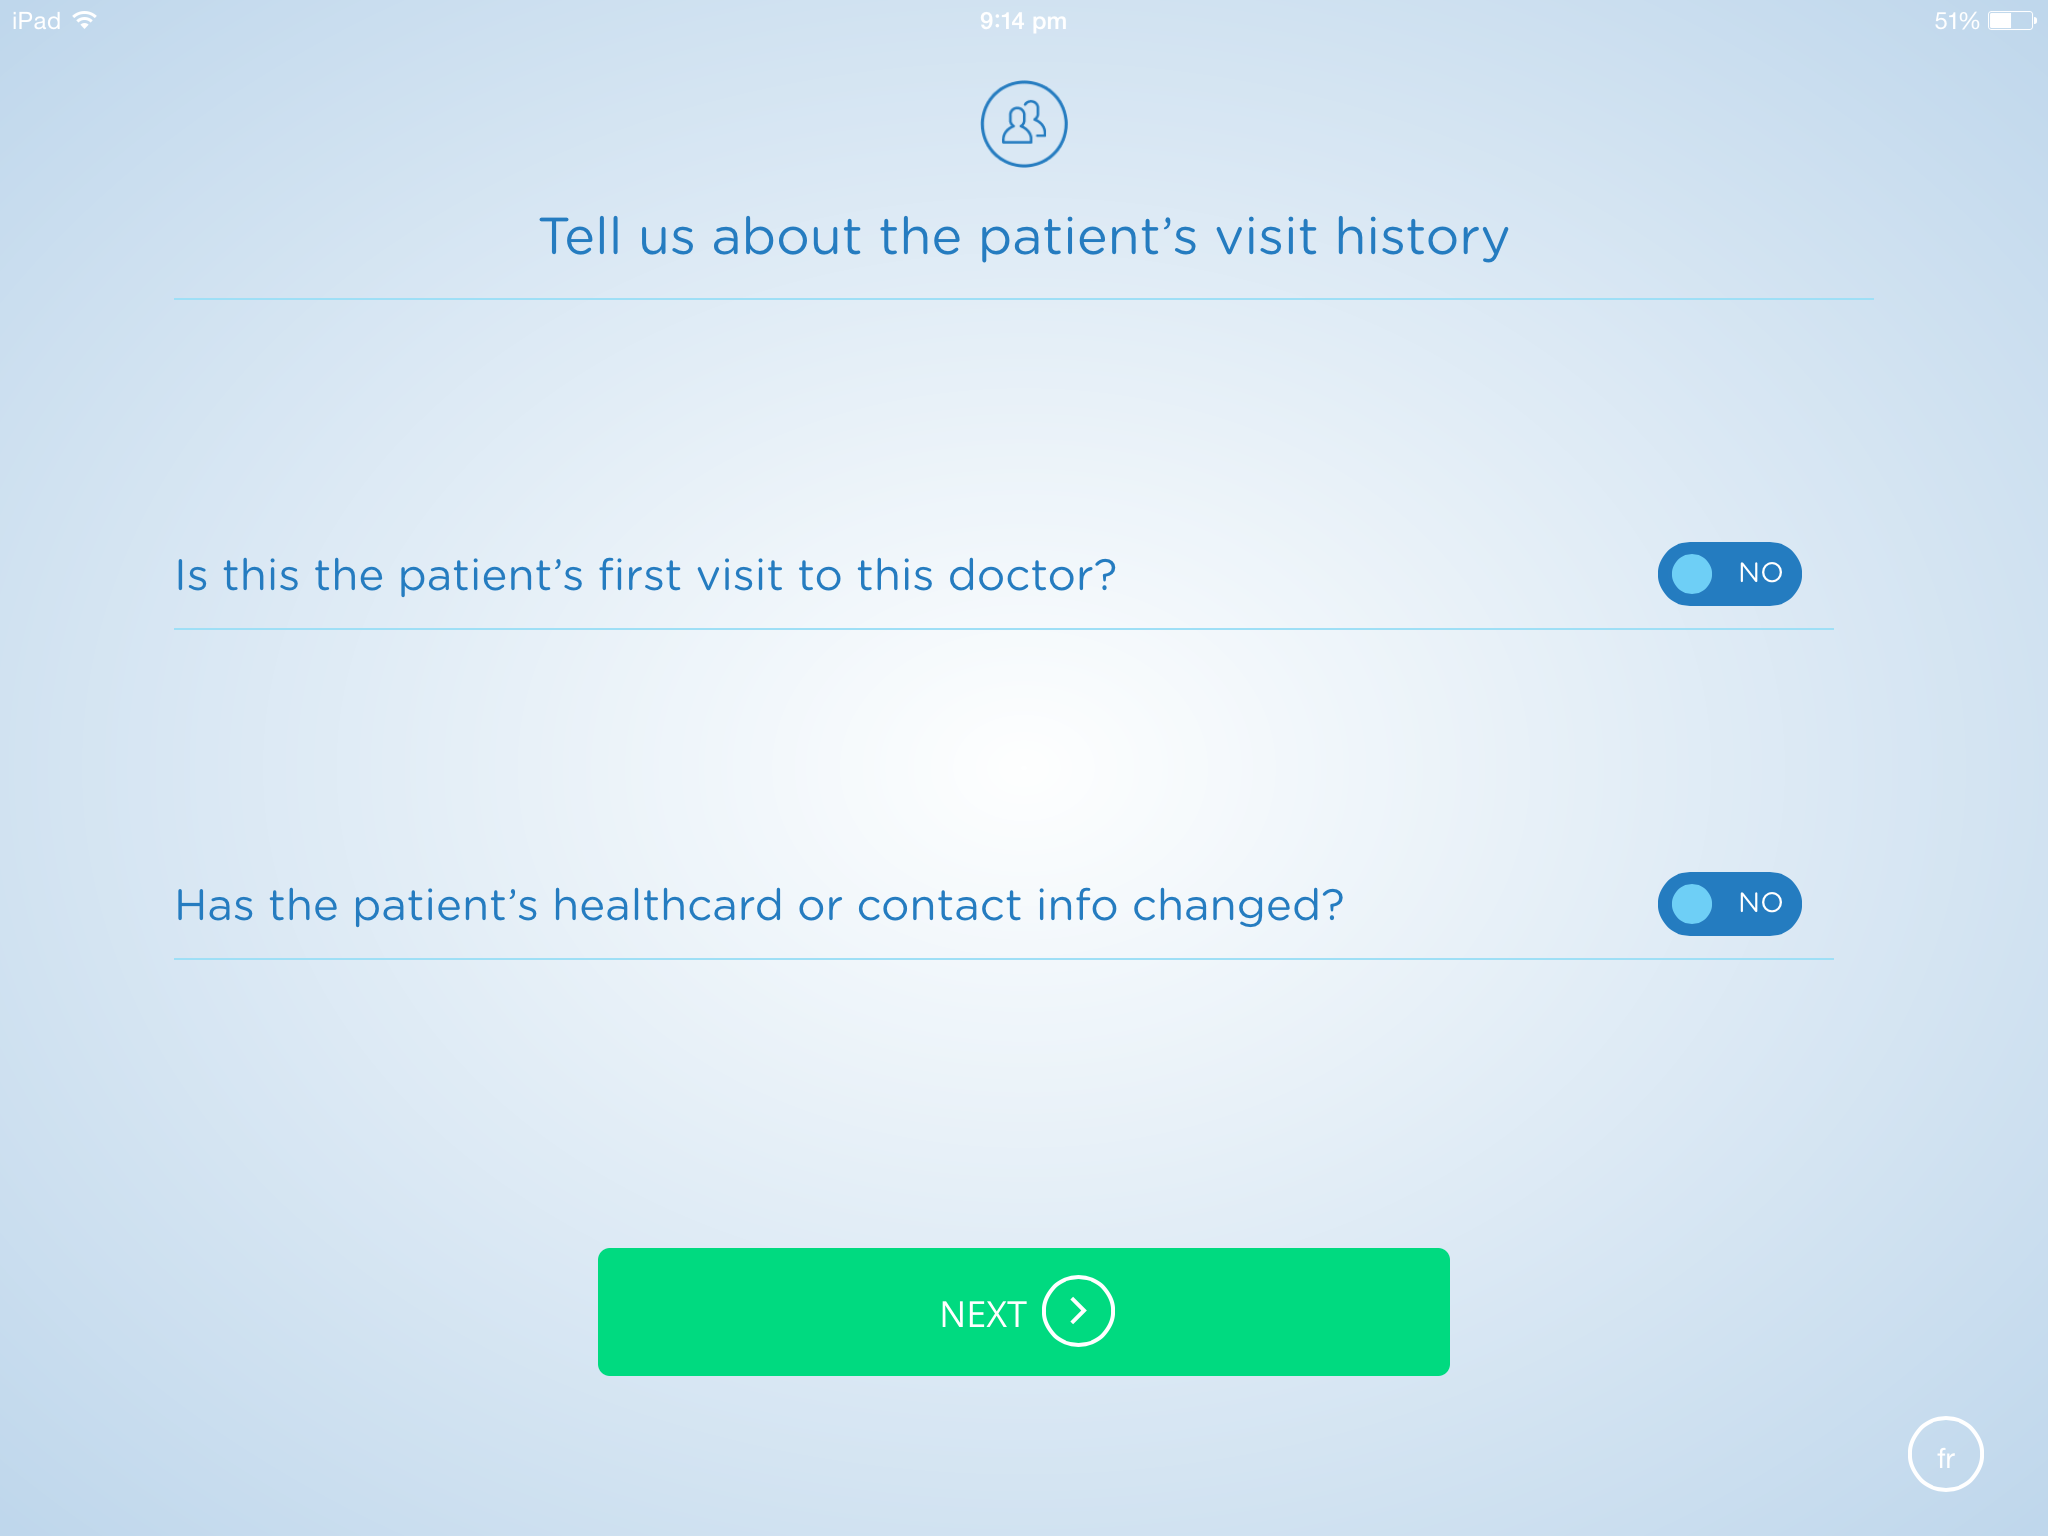 iPad 9:14 pm 51%
Tell us about the patient’s visit history
Is this the patient’s first visit to this doctor? NO
Has the patient’s healthcard or contact info changed? NO
NEXT
fr